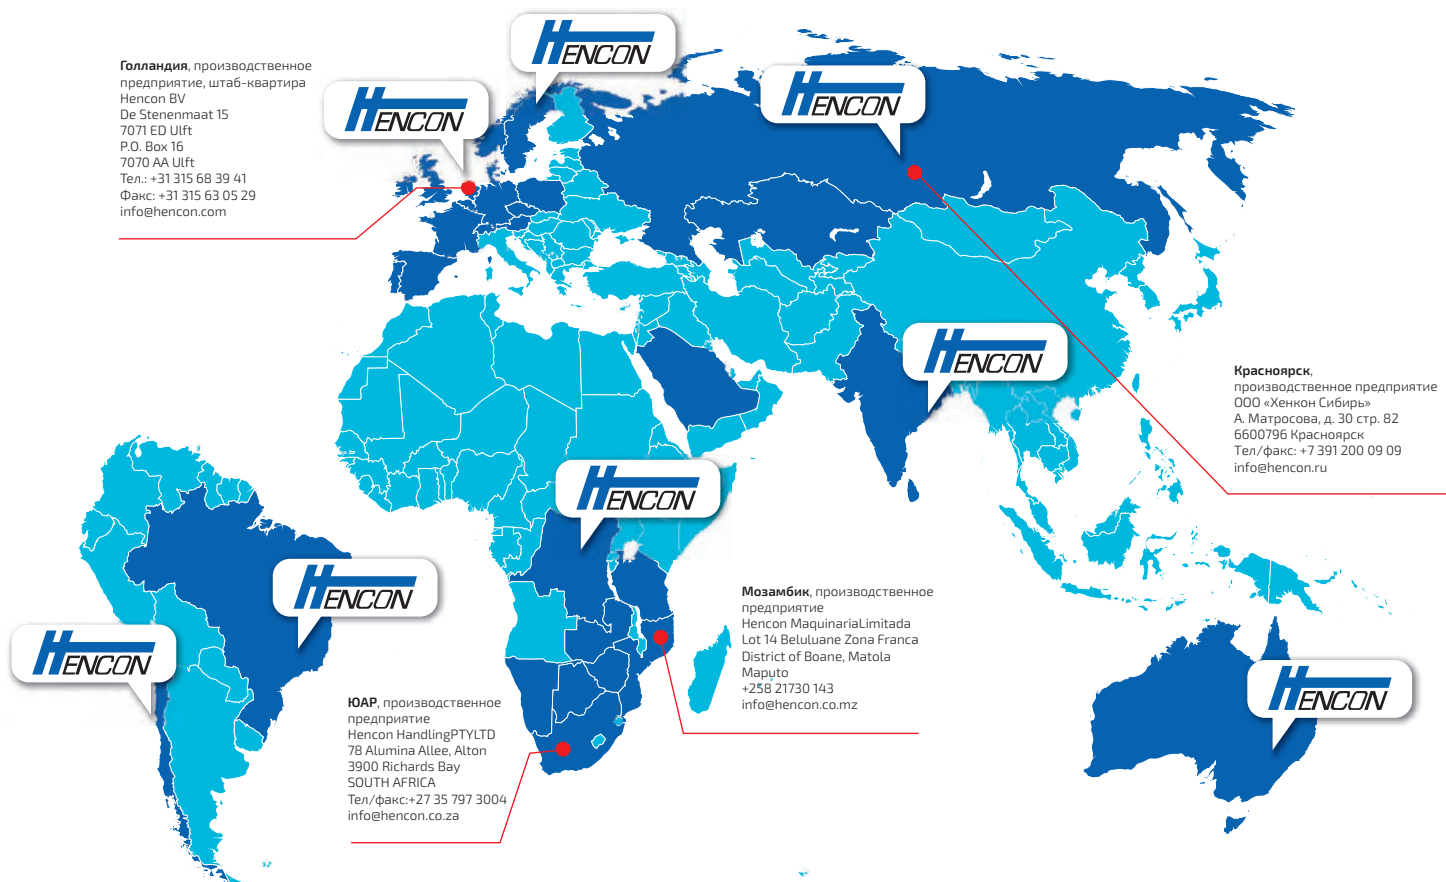 HENCON
HENCON
HENCON
Голландия, производственное
предприятие, штаб-квартира
Hencon BV
De Stenenmaat 15
7071 ED Ulft
P.O. Box 16
7070 AA Ulft
Тел.: +31 315 68 39 41
Факс: +31 315 63 05 29
info@hencon.com
HENCON
Красноярск,
производственное предприятие
ООО «Хенкон Сибирь»
А. Матросова, д. 30 стр. 82
6600796 Красноярск
Тел/факс: +7 391 200 09 09
info@hencon.ru
HENCON
HENCON
HENCON
HENCON
Мозамбик, производственное
предприятие
Hencon MaquinariaLimitada
Lot 14 Beluluane Zona Franca
District of Boane, Matola
Maputo
+258 21730 143
info@hencon.co.mz
ЮАР, производственное
предприятие
Hencon HandlingPTYLTD
78 Alumina Allee, Alton
3900 Richards Bay
SOUTH AFRICA
Тел/факс:+27 35 797 3004
info@hencon.co.za